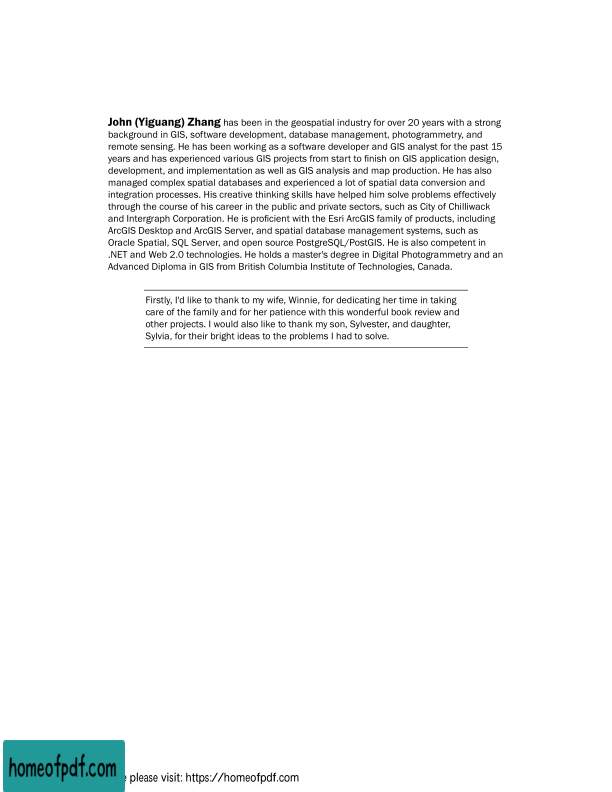 John (Yiguang) Zhang has been in the geospatial industry for over 20 years with a strong
background in GIS, software development, database management, photogrammetry, and
remote sensing. He has been working as a software developer and GIS analyst for the past 15
years and has experienced various GIS projects from start to finish on GIS application design,
development, and implementation as well as GIS analysis and map production. He has also
managed complex spatial databases and experienced a lot of spatial data conversion and
integration processes. His creative thinking skills have helped him solve problems effectively
through the course of his career in the public and private sectors, such as City of Chilliwack
and Intergraph Corporation. He is proficient with the Esri ArcGIS family of products, including
ArcGIS Desktop and ArcGIS Server, and spatial database management systems, such as
Oracle Spatial, SQL Server, and open source PostgreSQL/PostGIS. He is also competent in
.NET and Web 2.0 technologies. He holds a master's degree in Digital Photogrammetry and an
Advanced Diploma in GIS from British Columbia Institute of Technologies, Canada.
Firstly, I'd like to thank to my wife, Winnie, for dedicating her time in taking
care of the family and for her patience with this wonderful book review and
other projects. I would also like to thank my son, Sylvester, and daughter,
Sylvia, for their bright ideas to the problems I had to solve.
homeofpdf.com
please visit: https://homeofpdf.com